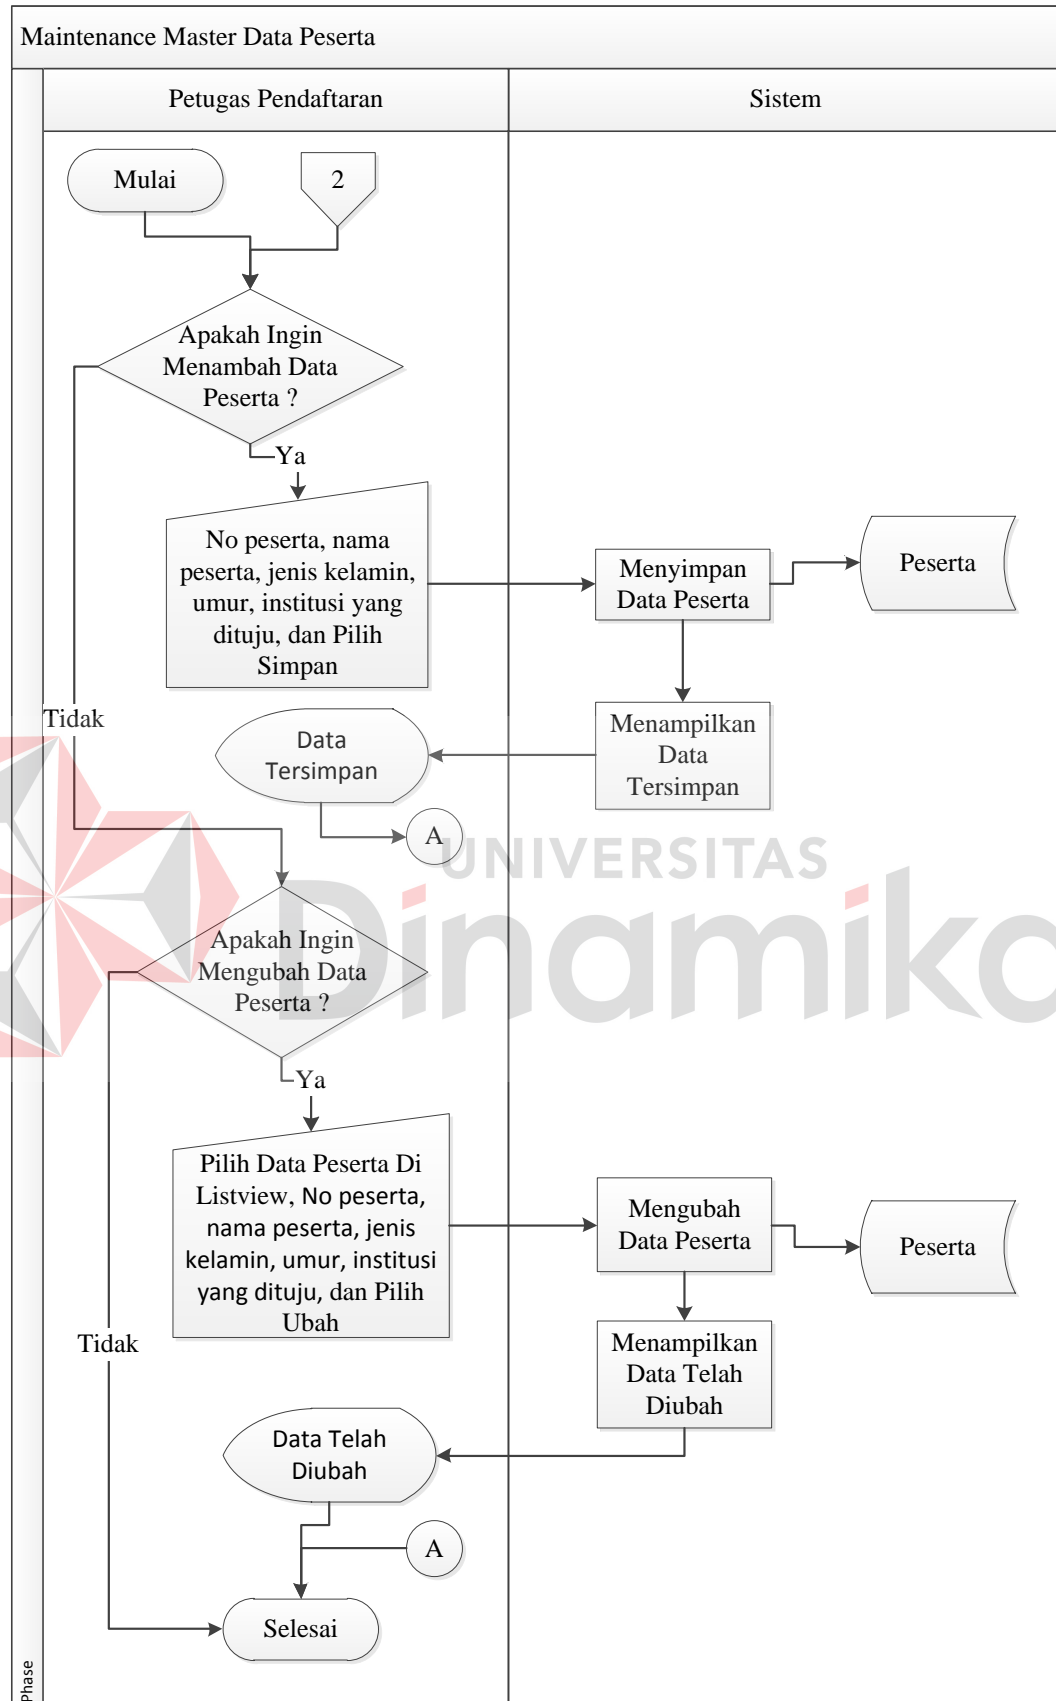 Maintenance Master Data Peserta
Petugas Pendaftaran
Sistem
Mulai
2
Apakah Ingin
Menambah Data
Peserta ?
Ya
No peserta, nama
peserta, jenis kelamin,
umur, institusi yang
dituju, dan Pilih
Simpan
Menyimpan
Data Peserta
Peserta
Tidak
Menampilkan
Data
Tersimpan
Data
Tersimpan
A
UNIVERSITAS
Dinamika
Apakah Ingin
Mengubah Data
Peserta ?
Ya
Pilih Data Peserta Di
Listview, No peserta,
nama peserta, jenis
kelamin, umur, institusi
yang dituju, dan Pilih
Ubah
Mengubah
Data Peserta
Peserta
Tidak
Menampilkan
Data Telah
Diubah
Data Telah
Diubah
A
Selesai
Phase